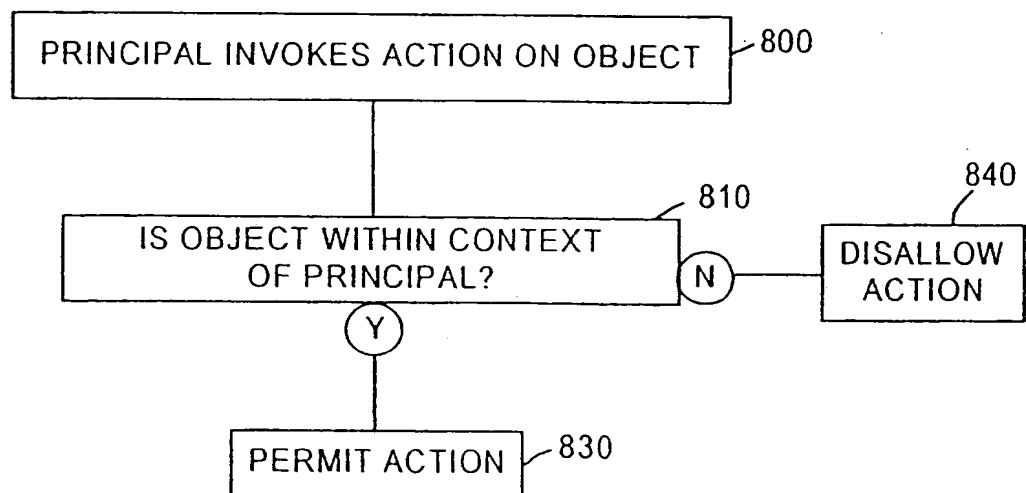 PRINCIPAL INVOKES ACTION ON OBJECT
800
810
IS OBJECT WITHIN CONTEXT
OF PRINCIPAL?
N
840
DISALLOW
ACTION
Y
PERMIT ACTION
830